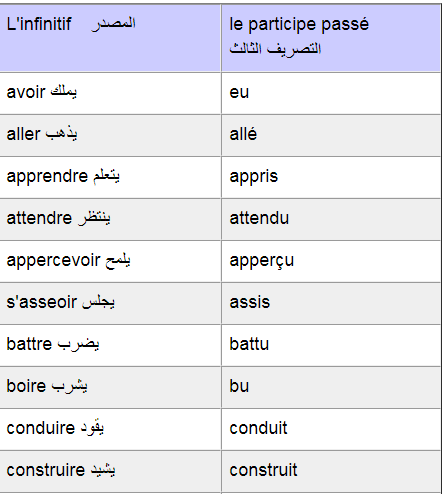 L'infinitif المصدر le participe passé
التصريف الثالث
avoir يملك eu
aller يذهب allé
apprendre يتعلم appris
attendre ينتظر attendu
appercevoir يلمح apperçu
s'asseoir يجلس assis
battre يضرب battu
boire يشرب bu
conduire يقود conduit
construire يشيد construit